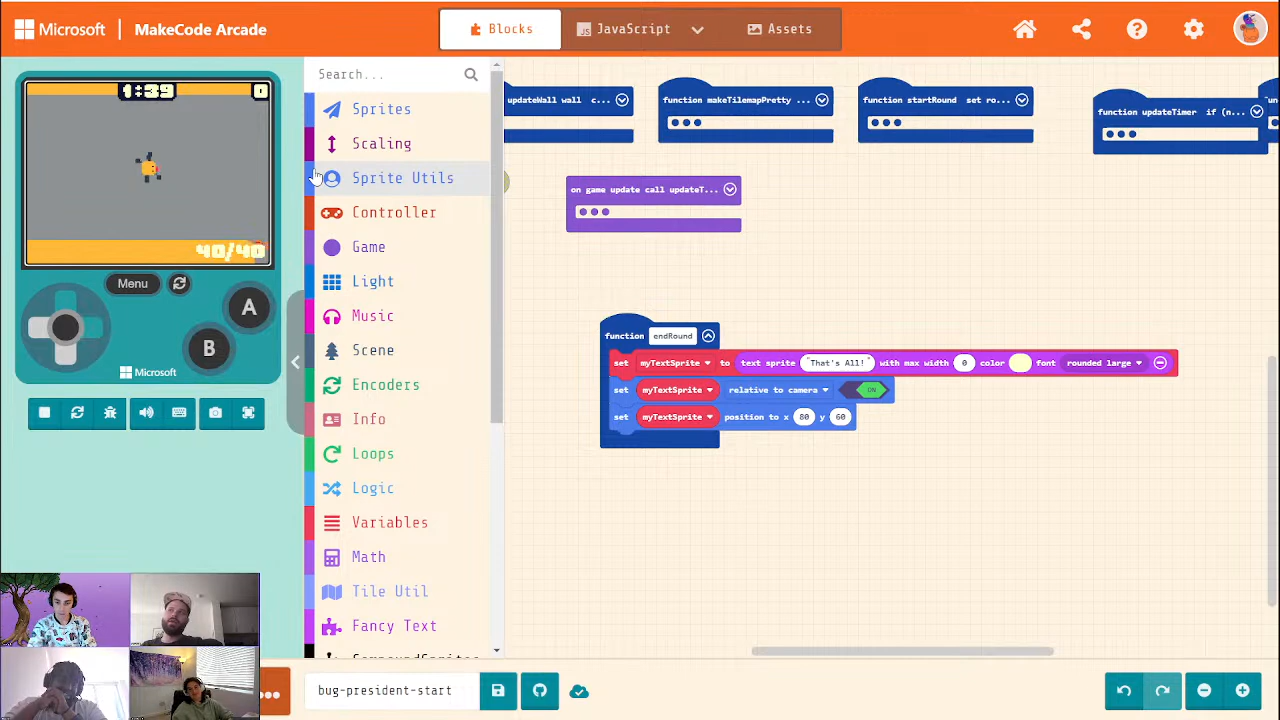 Microsoft
MakeCode Arcade
Blocks
JavaScript
Assets
1:39
0
40/40
Menu
A
B
Microsoft
Search...
Sprites
Scaling
Sprite Utils
Controller
Game
Light
Music
Scene
Encoders
Info
Loops
Logic
Variables
Math
Tile Util
Fancy Text
CompoundSprites
updateWall wall c...
function makeTilemapPretty ...
function startRound set ro...
function updateTimer if (n...
on game update call updateT...
function endRound
set myTextSprite to text sprite "That's All!" with max width 0 color font rounded large
set myTextSprite relative to camera ON
set myTextSprite position to x 80 y 60
bug-president-start